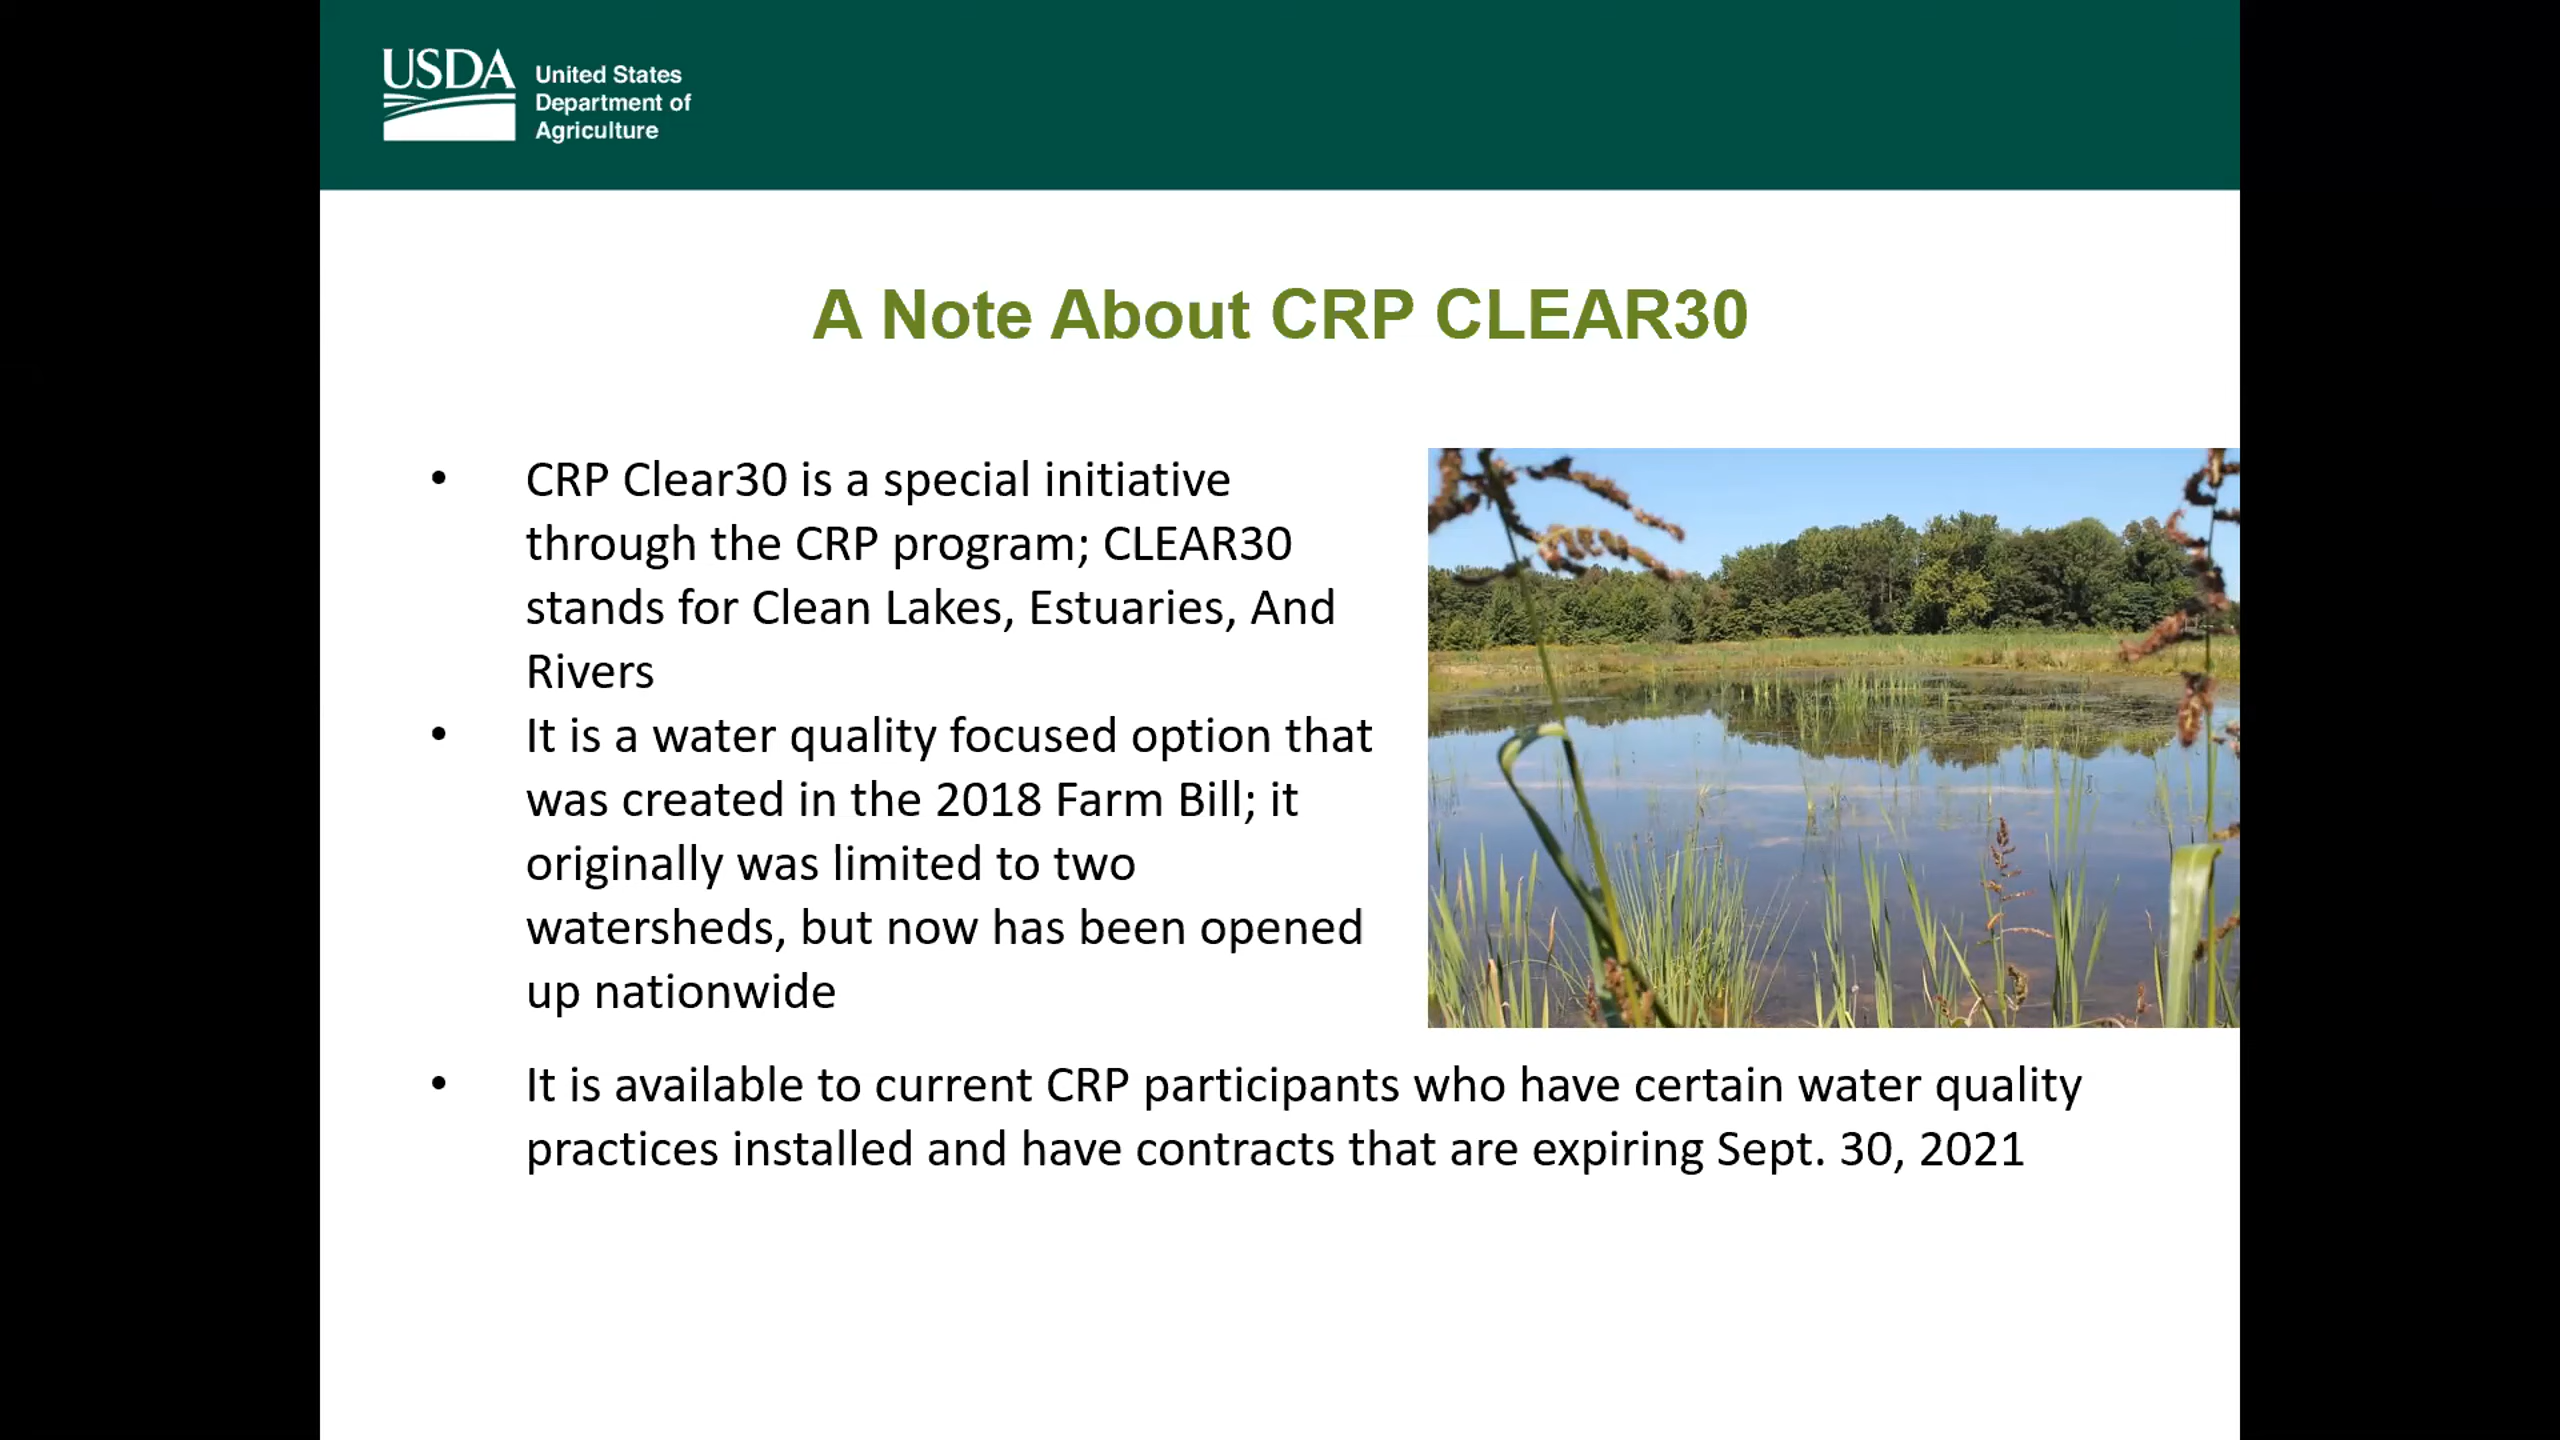 USDA
United States
Department of
Agriculture
A Note About CRP CLEAR30
• CRP Clear30 is a special initiative
through the CRP program; CLEAR30
stands for Clean Lakes, Estuaries, And
Rivers
• It is a water quality focused option that
was created in the 2018 Farm Bill; it
originally was limited to two
watersheds, but now has been opened
up nationwide
• It is available to current CRP participants who have certain water quality
practices installed and have contracts that are expiring Sept. 30, 2021